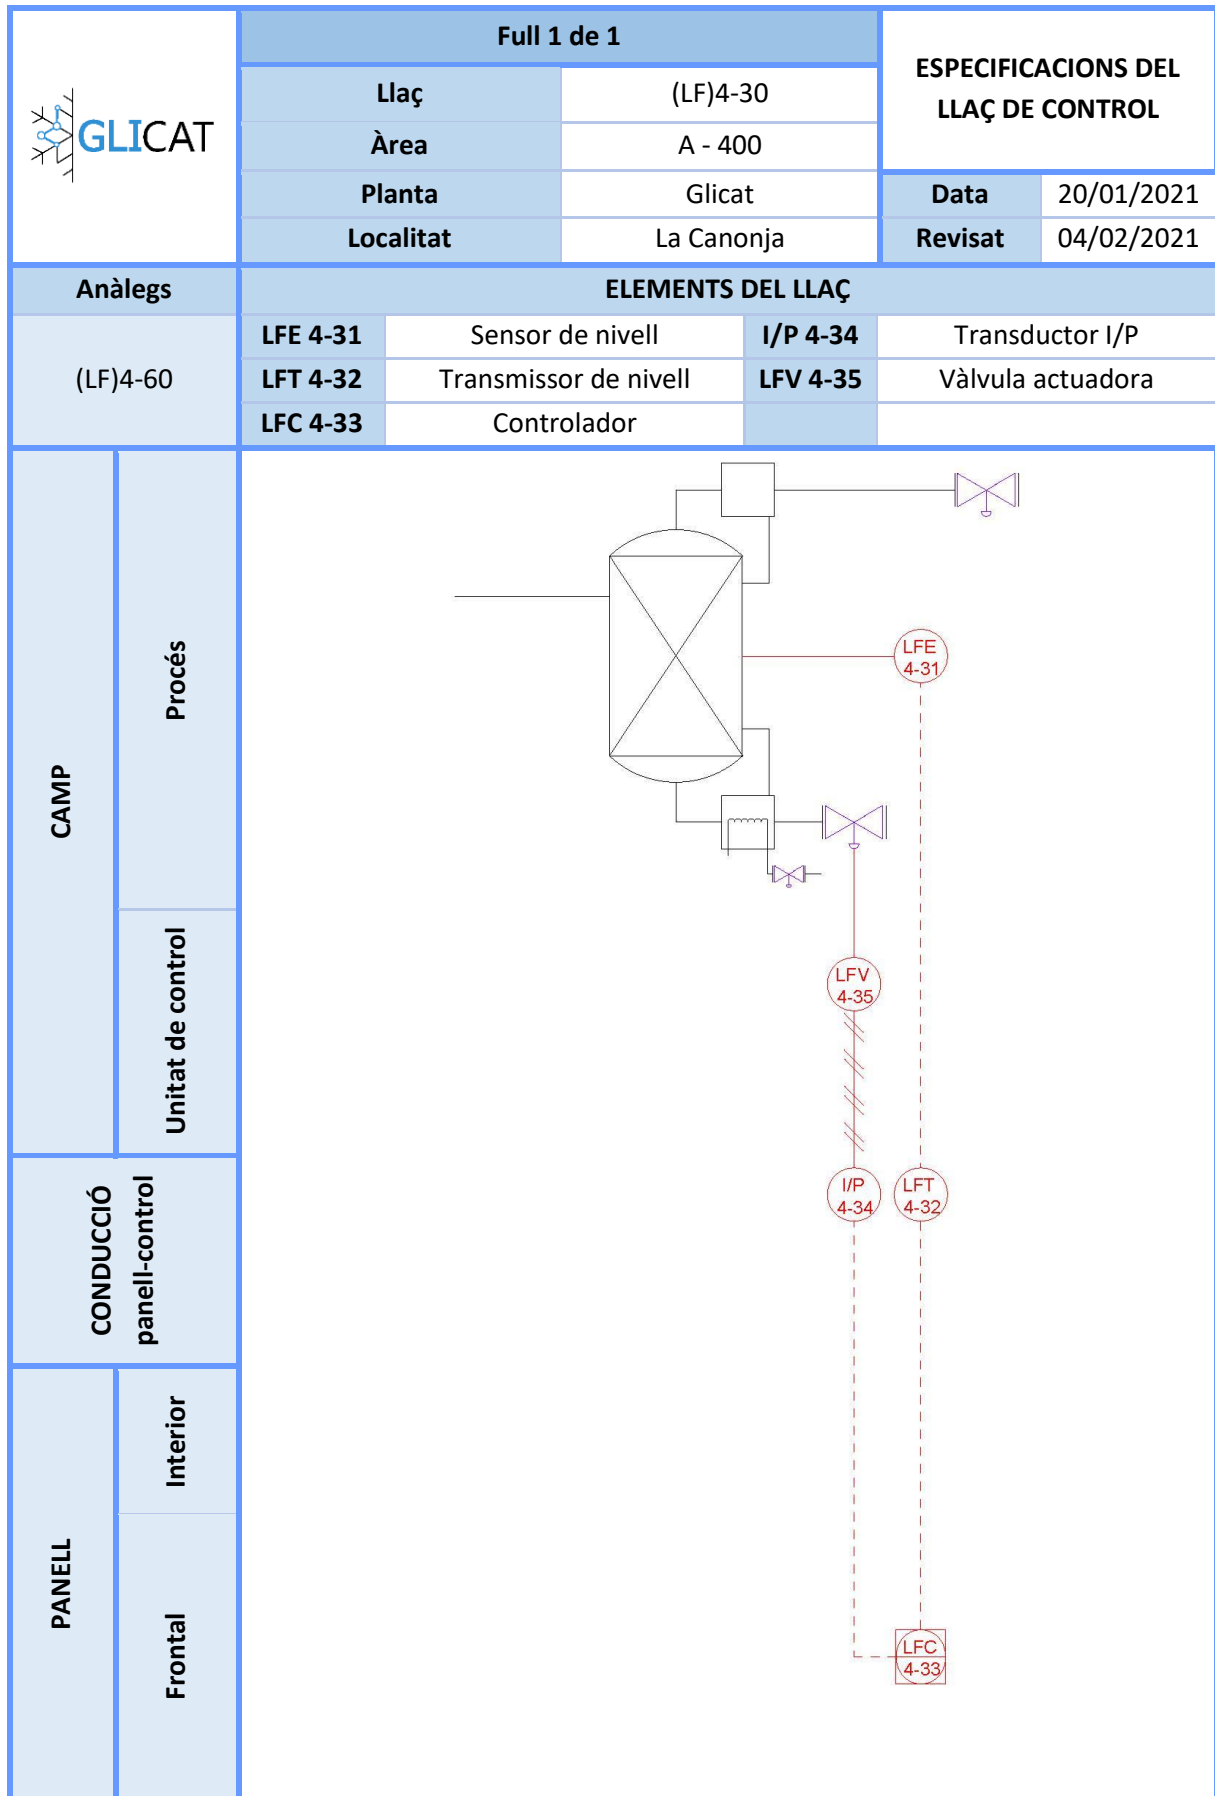 GLICAT
Full 1 de 1
ESPECIFICACIONS DEL
LLAÇ DE CONTROL
Llaç (LF)4-30
Àrea A - 400
Planta Glicat Data 20/01/2021
Localitat La Canonja Revisat 04/02/2021
Anàlegs ELEMENTS DEL LLAÇ
(LF)4-60
LFE 4-31 Sensor de nivell I/P 4-34 Transductor I/P
LFT 4-32 Transmissor de nivell LFV 4-35 Vàlvula actuadora
LFC 4-33 Controlador
CAMP
Procés
LFE
4-31
Unitat de control
LFV
4-35
CONDUCCIÓ
panell-control
I/P
4-34
LFT
4-32
PANELL
Interior
Frontal
LFC
4-33